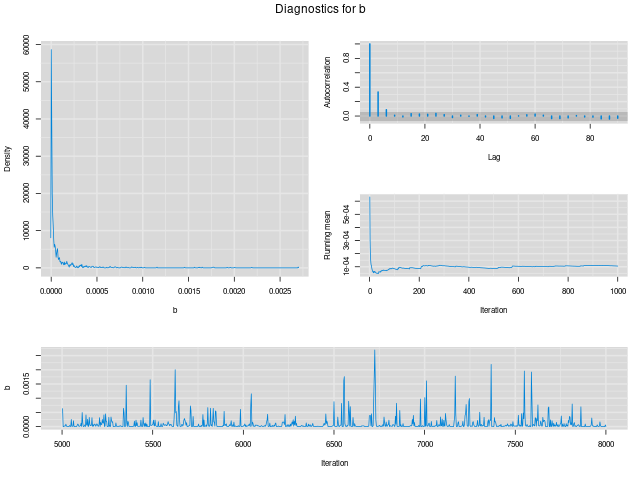 Diagnostics for b
Density
0 10000 20000 30000 40000 50000 60000
0.0000 0.0005 0.0010 0.0015 0.0020 0.0025
b
Autocorrelation
0.0 0.4 0.8
0 20 40 60 80
Lag
Running mean
1e-04 3e-04 5e-04
0 200 400 600 800 1000
Iteration
b
0.0000 0.0015
5000 5500 6000 6500 7000 7500 8000
Iteration